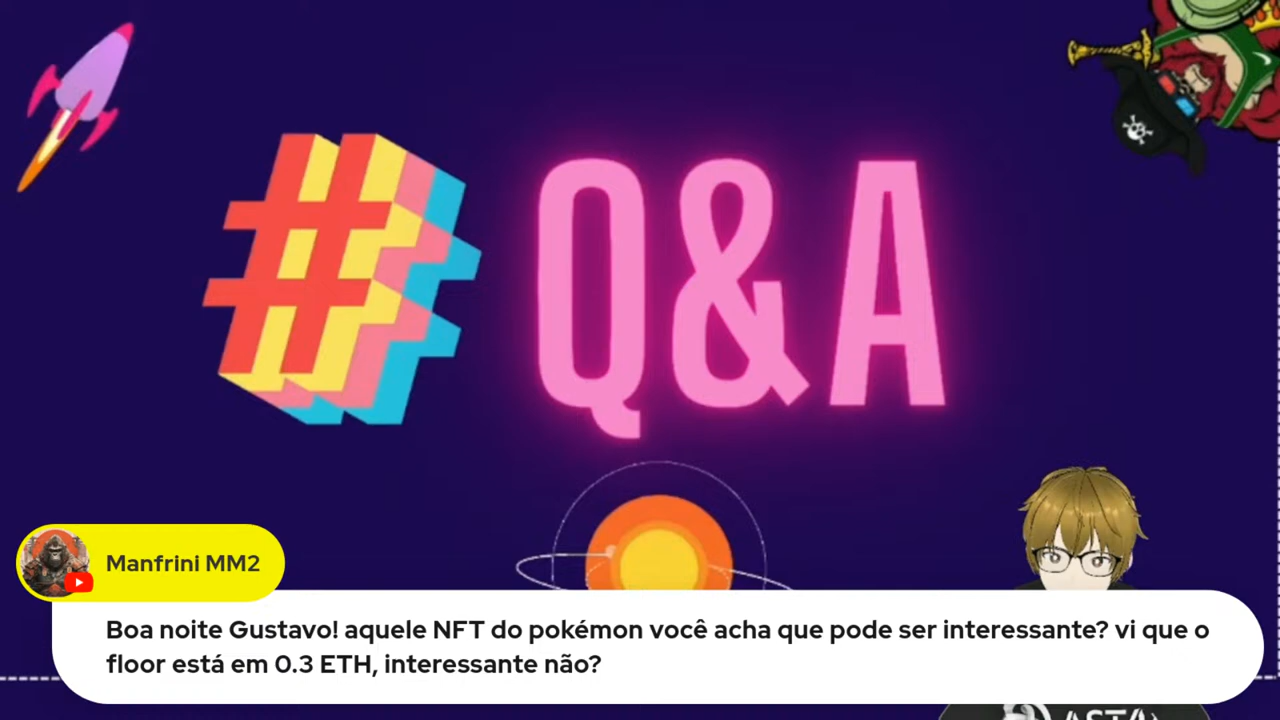 # Q&A
Manfrini MM2
Boa noite Gustavo! aquele NFT do pokémon você acha que pode ser interessante? vi que o
floor está em 0.3 ETH, interessante não?